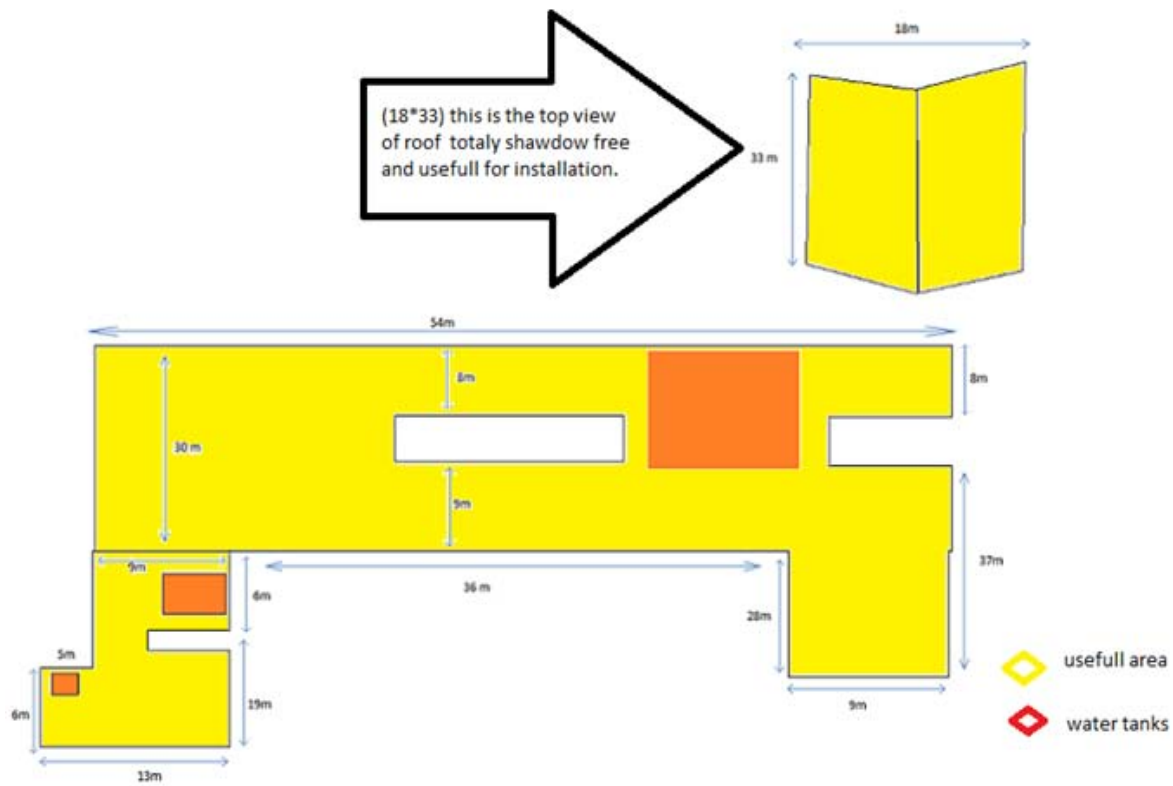 18m
(18*33) this is the top view
of roof totaly shawdow free
and usefull for installation.
33 m
54m
8m
8m
30 m
9m
9m
36 m
6m
28m
37m
5m
6m
19m
9m
13m
usefull area
water tanks